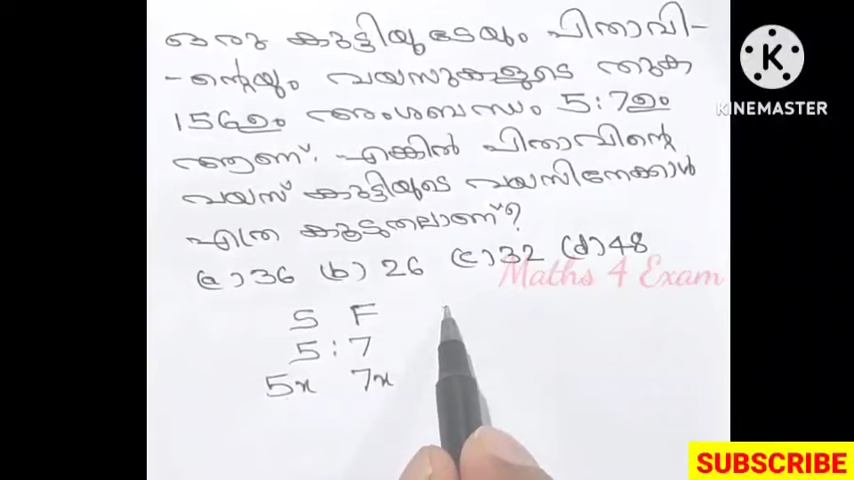 ഒരു കുട്ടിയുടേയും പിതാവി-
-ന്റെയും വയസുകളുടെ തുക
156ഉം അംശബന്ധം 5:7ഉം
ആണ്. എങ്കിൽ പിതാവിന്റെ
വയസ് കുട്ടിയുടെ വയസിനേക്കാൾ
എത്ര കൂടുതലാണ്?
(a) 36 (b) 26 (c) 32 (d) 48
Maths 4 Exam
S F
5:7
5x 7x
K
KINEMASTER
SUBSCRIBE